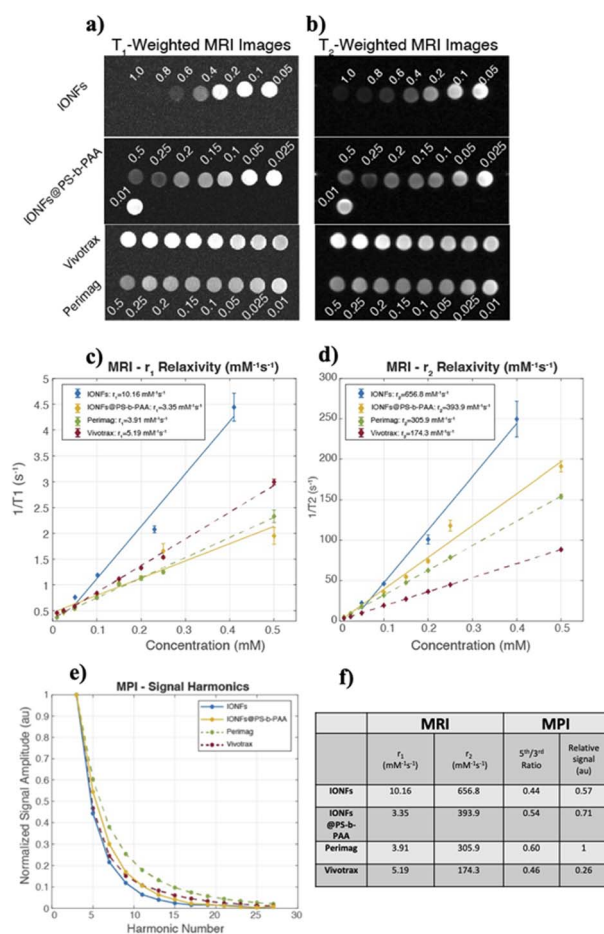 a)
T1-Weighted MRI Images
b)
T2-Weighted MRI Images
IONFs
1.0 0.8 0.6 0.4 0.2 0.1 0.05
1.0 0.8 0.6 0.4 0.2 0.1 0.05
IONFs@PS-b-PAA
0.5 0.25 0.2 0.15 0.1 0.05 0.025
0.01
0.5 0.25 0.2 0.15 0.1 0.05 0.025
0.01
Vivotrax
Perimag
0.5 0.25 0.2 0.15 0.1 0.05 0.025 0.01
0.5 0.25 0.2 0.15 0.1 0.05 0.025 0.01
c)
MRI - r1 Relaxivity (mM⁻¹s⁻¹)
IONFs: r1=10.16 mM⁻¹s⁻¹
IONFs@PS-b-PAA: r1=3.35 mM⁻¹s⁻¹
Perimag: r1=3.91 mM⁻¹s⁻¹
Vivotrax: r1=5.19 mM⁻¹s⁻¹
1/T1 (s⁻¹)
5
4.5
4
3.5
3
2.5
2
1.5
1
0.5
0 0.1 0.2 0.3 0.4 0.5
Concentration (mM)
d)
MRI - r2 Relaxivity (mM⁻¹s⁻¹)
IONFs: r2=656.8 mM⁻¹s⁻¹
IONFs@PS-b-PAA: r2=393.9 mM⁻¹s⁻¹
Perimag: r2=305.9 mM⁻¹s⁻¹
Vivotrax: r2=174.3 mM⁻¹s⁻¹
1/T2 (s⁻¹)
300
250
200
150
100
50
0
0 0.1 0.2 0.3 0.4 0.5
Concentration (mM)
e)
MPI - Signal Harmonics
IONFs
IONFs@PS-b-PAA
Perimag
Vivotrax
Normalized Signal Amplitude (au)
1
0.9
0.8
0.7
0.6
0.5
0.4
0.3
0.2
0.1
0
0 5 10 15 20 25 30
Harmonic Number
f)
MRI MPI
r1 (mM⁻¹s⁻¹) r2 (mM⁻¹s⁻¹) 5th/3rd Ratio Relative signal (au)
IONFs 10.16 656.8 0.44 0.57
IONFs @PS-b-PAA 3.35 393.9 0.54 0.71
Perimag 3.91 305.9 0.60 1
Vivotrax 5.19 174.3 0.46 0.26